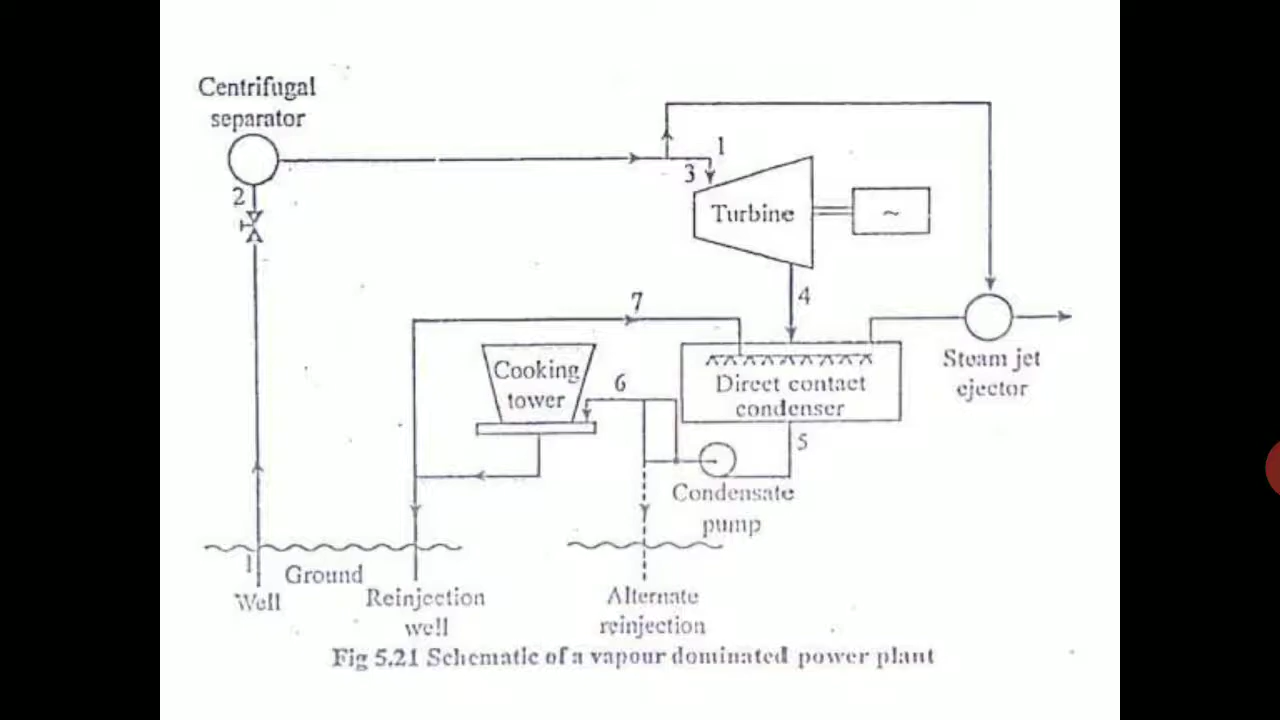 Centrifugal
separator
1
2
3
Turbine
~
4
7
Steam jet
ejector
Cooking
tower
6
Direct contact
condenser
5
Condensate
pump
1
Ground
Well
Reinjection
well
Alternate
reinjection
Fig 5.21 Schematic of a vapour dominated power plant